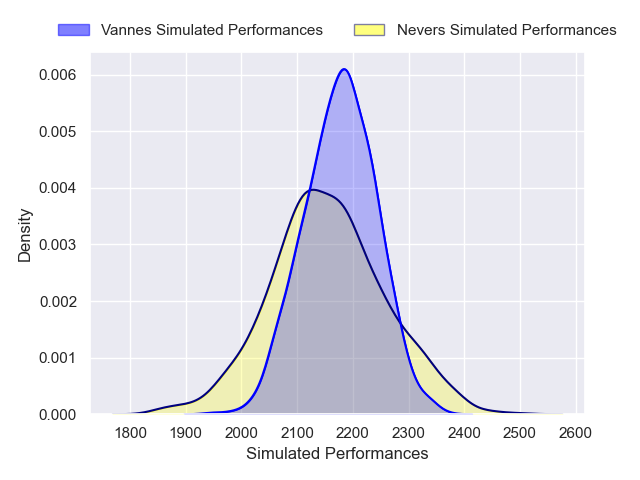 Vannes Simulated Performances
Nevers Simulated Performances
0.006
0.005
0.004
0.003
0.002
0.001
0.000
Density
1800 1900 2000 2100 2200 2300 2400 2500 2600
Simulated Performances